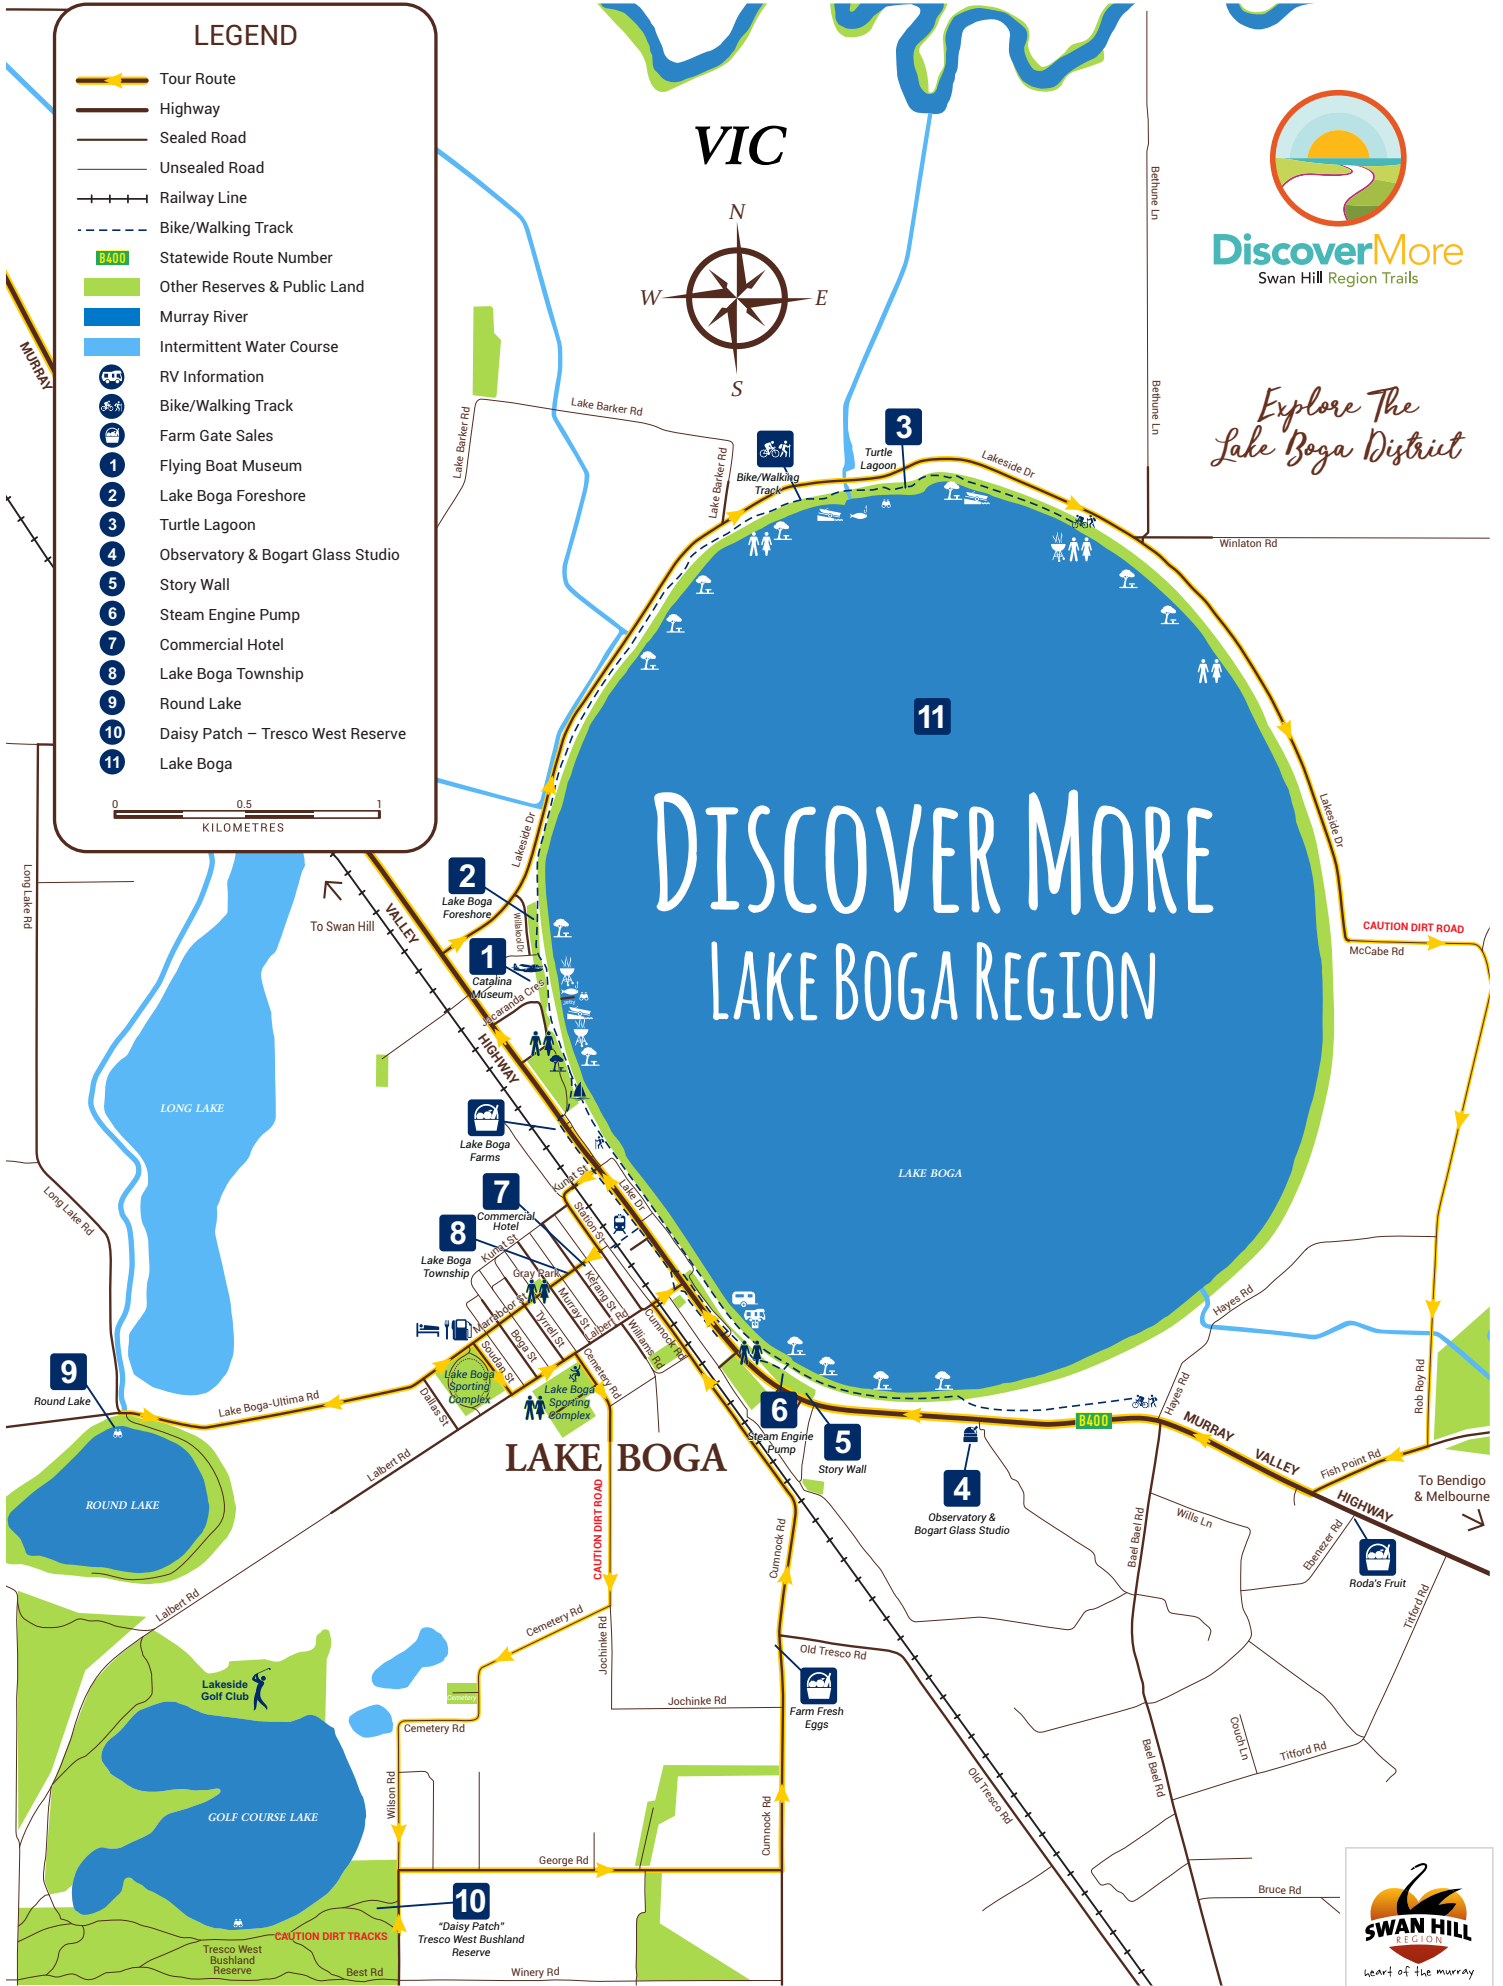 LEGEND
Tour Route
Highway
Sealed Road
Unsealed Road
Railway Line
Bike/Walking Track
B400
Statewide Route Number
Other Reserves & Public Land
Murray River
Intermittent Water Course
RV Information
Bike/Walking Track
Farm Gate Sales
1 Flying Boat Museum
2 Lake Boga Foreshore
3 Turtle Lagoon
4 Observatory & Bogart Glass Studio
5 Story Wall
6 Steam Engine Pump
7 Commercial Hotel
8 Lake Boga Township
9 Round Lake
10 Daisy Patch – Tresco West Reserve
11 Lake Boga
0 0.5 1
KILOMETRES
VIC
N
W
E
S
DiscoverMore
Swan Hill Region Trails
Explore The
Lake Boga District
Bethune Ln
Bethune Ln
MURRAY
Lake Barker Rd
Lake Barker Rd
Lake Barker Rd
Bike/Walking
Track
3
Turtle
Lagoon
Lakeside Dr
Winlaton Rd
11
DISCOVER MORE
LAKE BOGA REGION
LAKE BOGA
Lakeside Dr
Lakeside Dr
CAUTION DIRT ROAD
McCabe Rd
Long Lake Rd
Long Lake Rd
To Swan Hill
VALLEY
HIGHWAY
2
Lake Boga
Foreshore
Willakool Dr
1
Catalina
Museum
Jacaranda Cres
Jetty
LONG LAKE
Lake Boga
Farms
Kunat St
Lake Dr
Station St
7
Commercial
Hotel
8
Lake Boga
Township
Kunat St
Gray Park
Marraboor St
Kerang St
Murray St
Tyrrell St
Boga St
Soudan St
Lalbert Rd
Williams Rd
Cumnock Rd
Cemetery Rd
Dallas St
Lake Boga
Sporting
Complex
Lake Boga
Sporting
Complex
LAKE BOGA
9
Round Lake
Lake Boga-Ultima Rd
Lalbert Rd
ROUND LAKE
Lalbert Rd
CAUTION DIRT ROAD
6
Steam Engine
Pump
5
Story Wall
4
Observatory &
Bogart Glass Studio
B400
MURRAY
VALLEY
HIGHWAY
Hayes Rd
Hayes Rd
Rob Roy Rd
Fish Point Rd
To Bendigo
& Melbourne
Wills Ln
Ebenezer Rd
Roda's Fruit
Titford Rd
Bael Bael Rd
Cumnock Rd
Old Tresco Rd
Farm Fresh
Eggs
Cemetery Rd
Jochinke Rd
Jochinke Rd
Cemetery
Cemetery Rd
Lakeside
Golf Club
GOLF COURSE LAKE
Wilson Rd
Cumnock Rd
Old Tresco Rd
Bael Bael Rd
Couch Ln
Titford Rd
Bruce Rd
George Rd
10
"Daisy Patch"
Tresco West Bushland
Reserve
CAUTION DIRT TRACKS
Tresco West
Bushland
Reserve
Best Rd
Winery Rd
SWAN HILL
REGION
heart of the murray